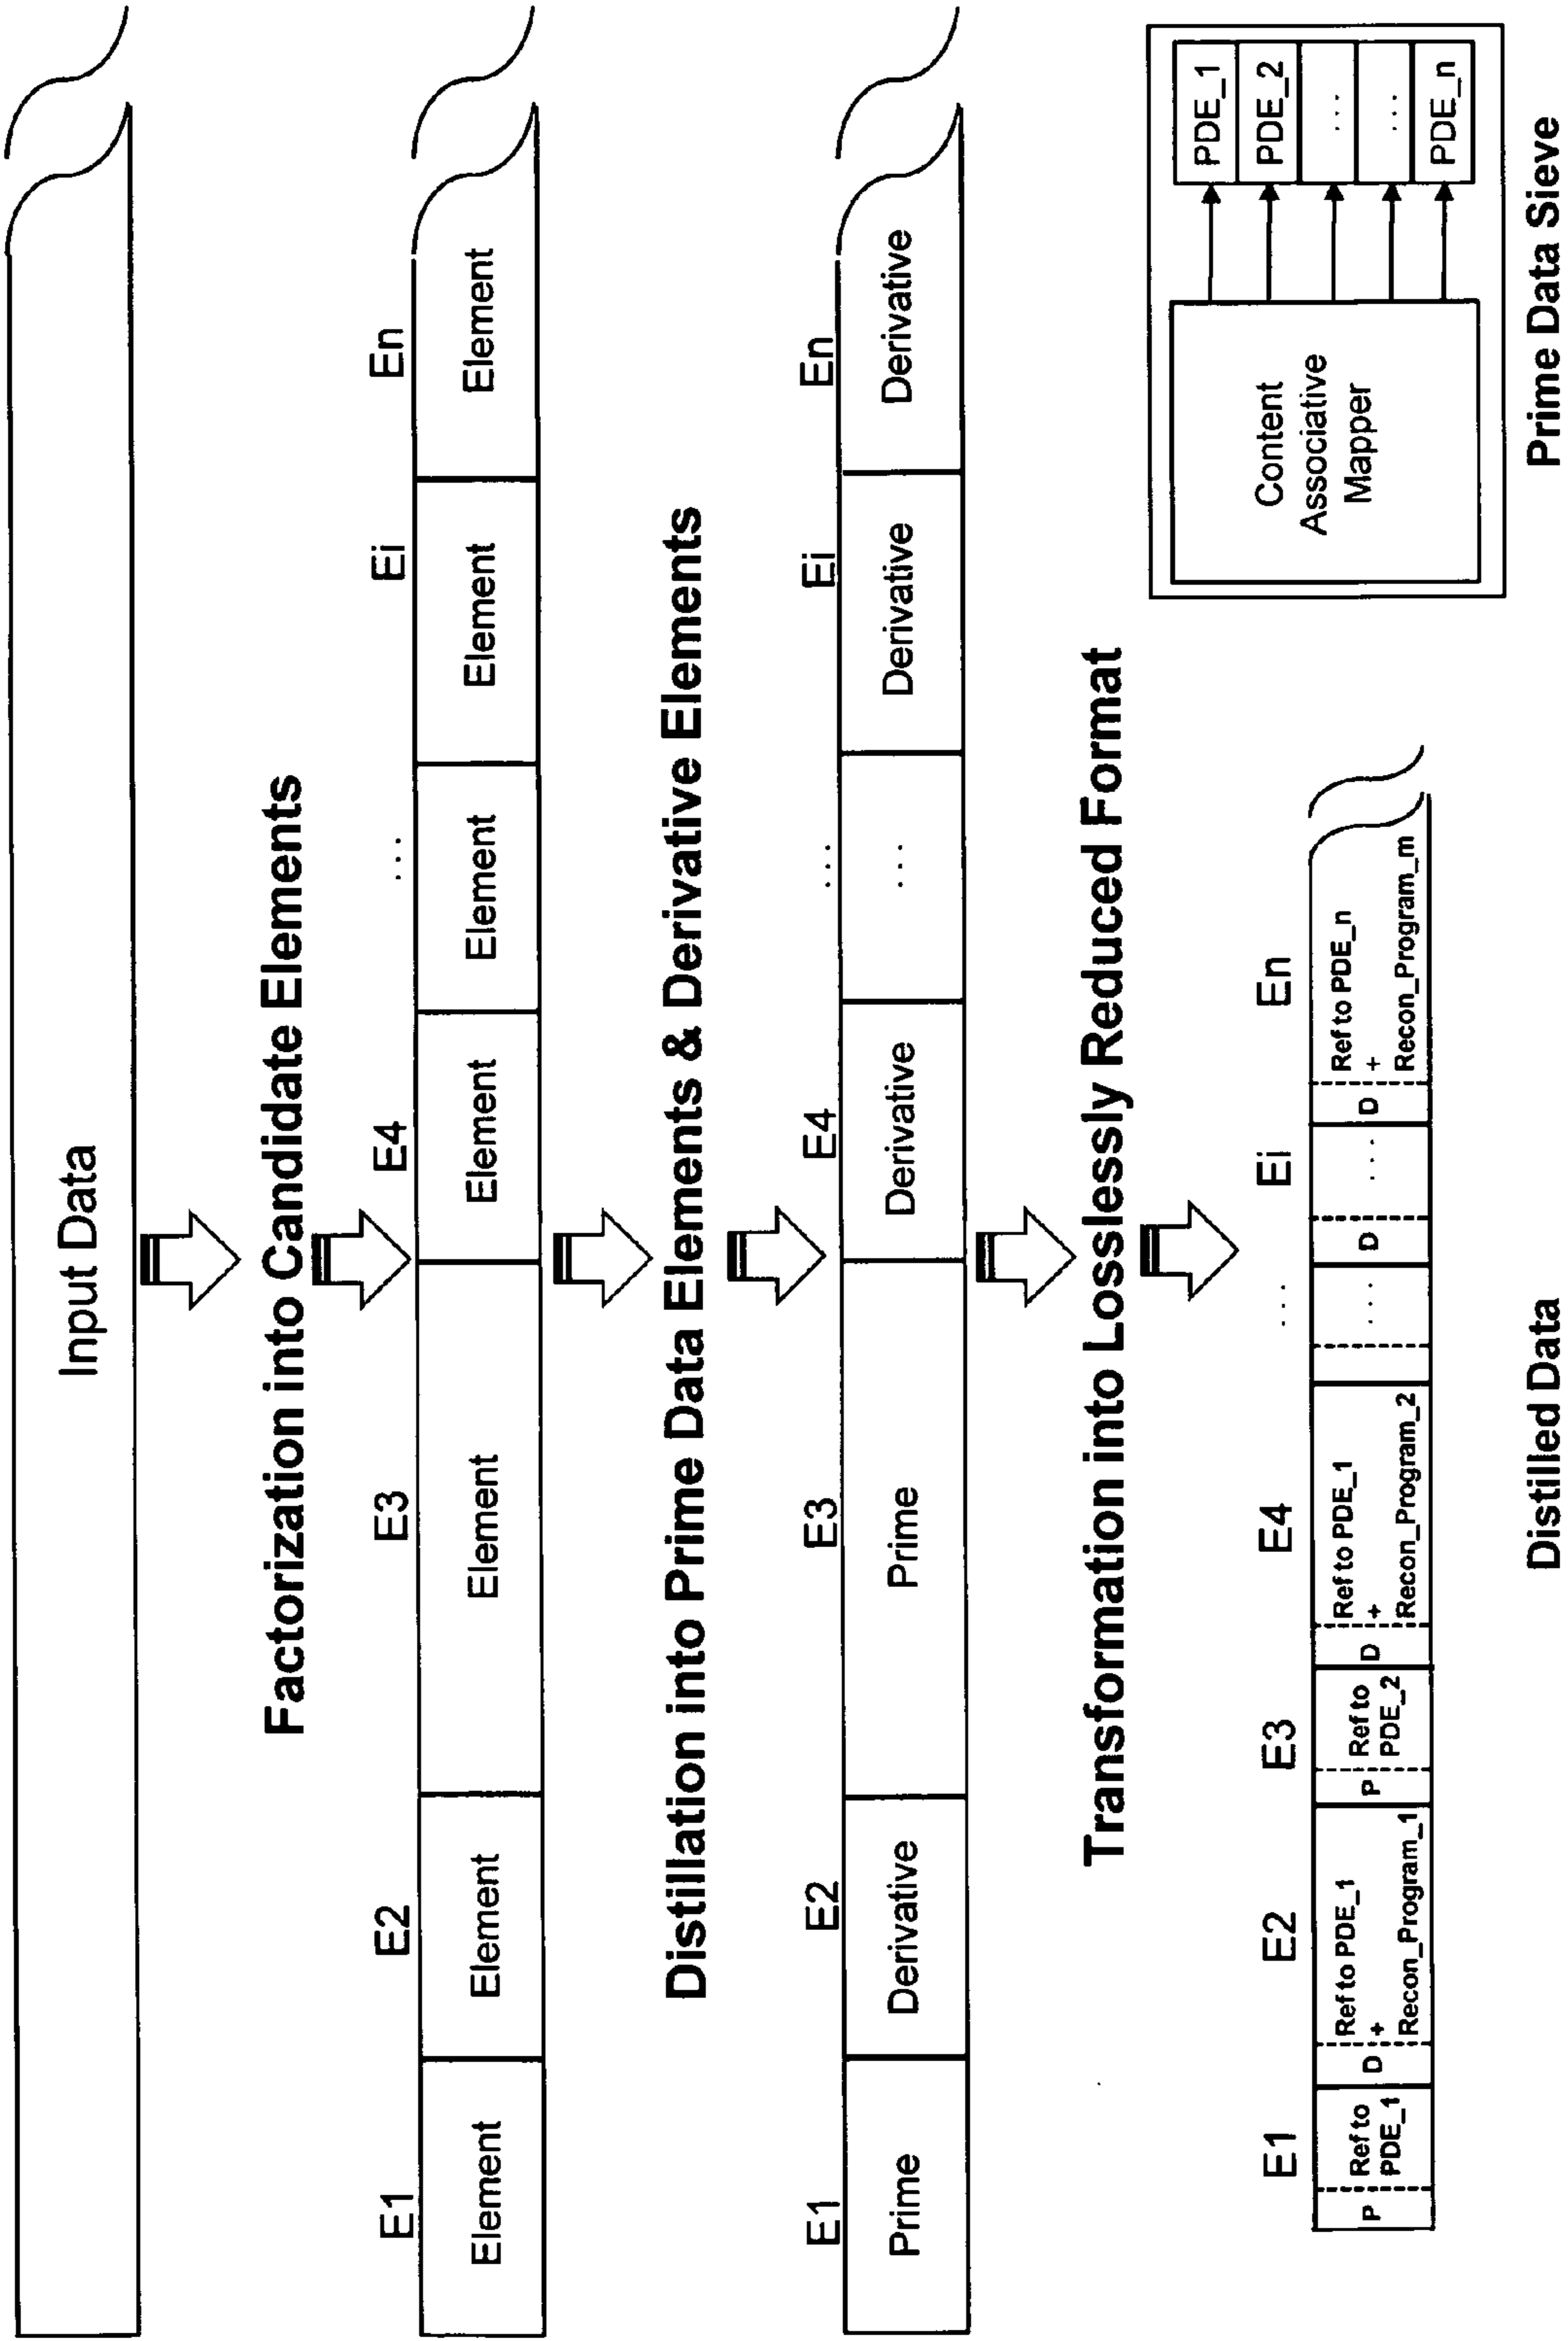 Input Data
Factorization into Candidate Elements
E1 E2 E3 E4 ... Ei En
Element Element Element Element Element Element Element
Distillation into Prime Data Elements & Derivative Elements
E1 E2 E3 E4 ... Ei En
Prime Derivative Prime Derivative ... Derivative Derivative
Transformation into Losslessly Reduced Format
E1 E2 E3 E4 ... Ei En
P Ref to
PDE_1
D Ref to PDE_1
+
Recon_Program_1
P Ref to
PDE_2
D Ref to PDE_1
+
Recon_Program_2
...
D ...
D Ref to PDE_n
+
Recon_Program_m
Distilled Data
Content
Associative
Mapper
PDE_1
PDE_2
...
...
PDE_n
Prime Data Sieve